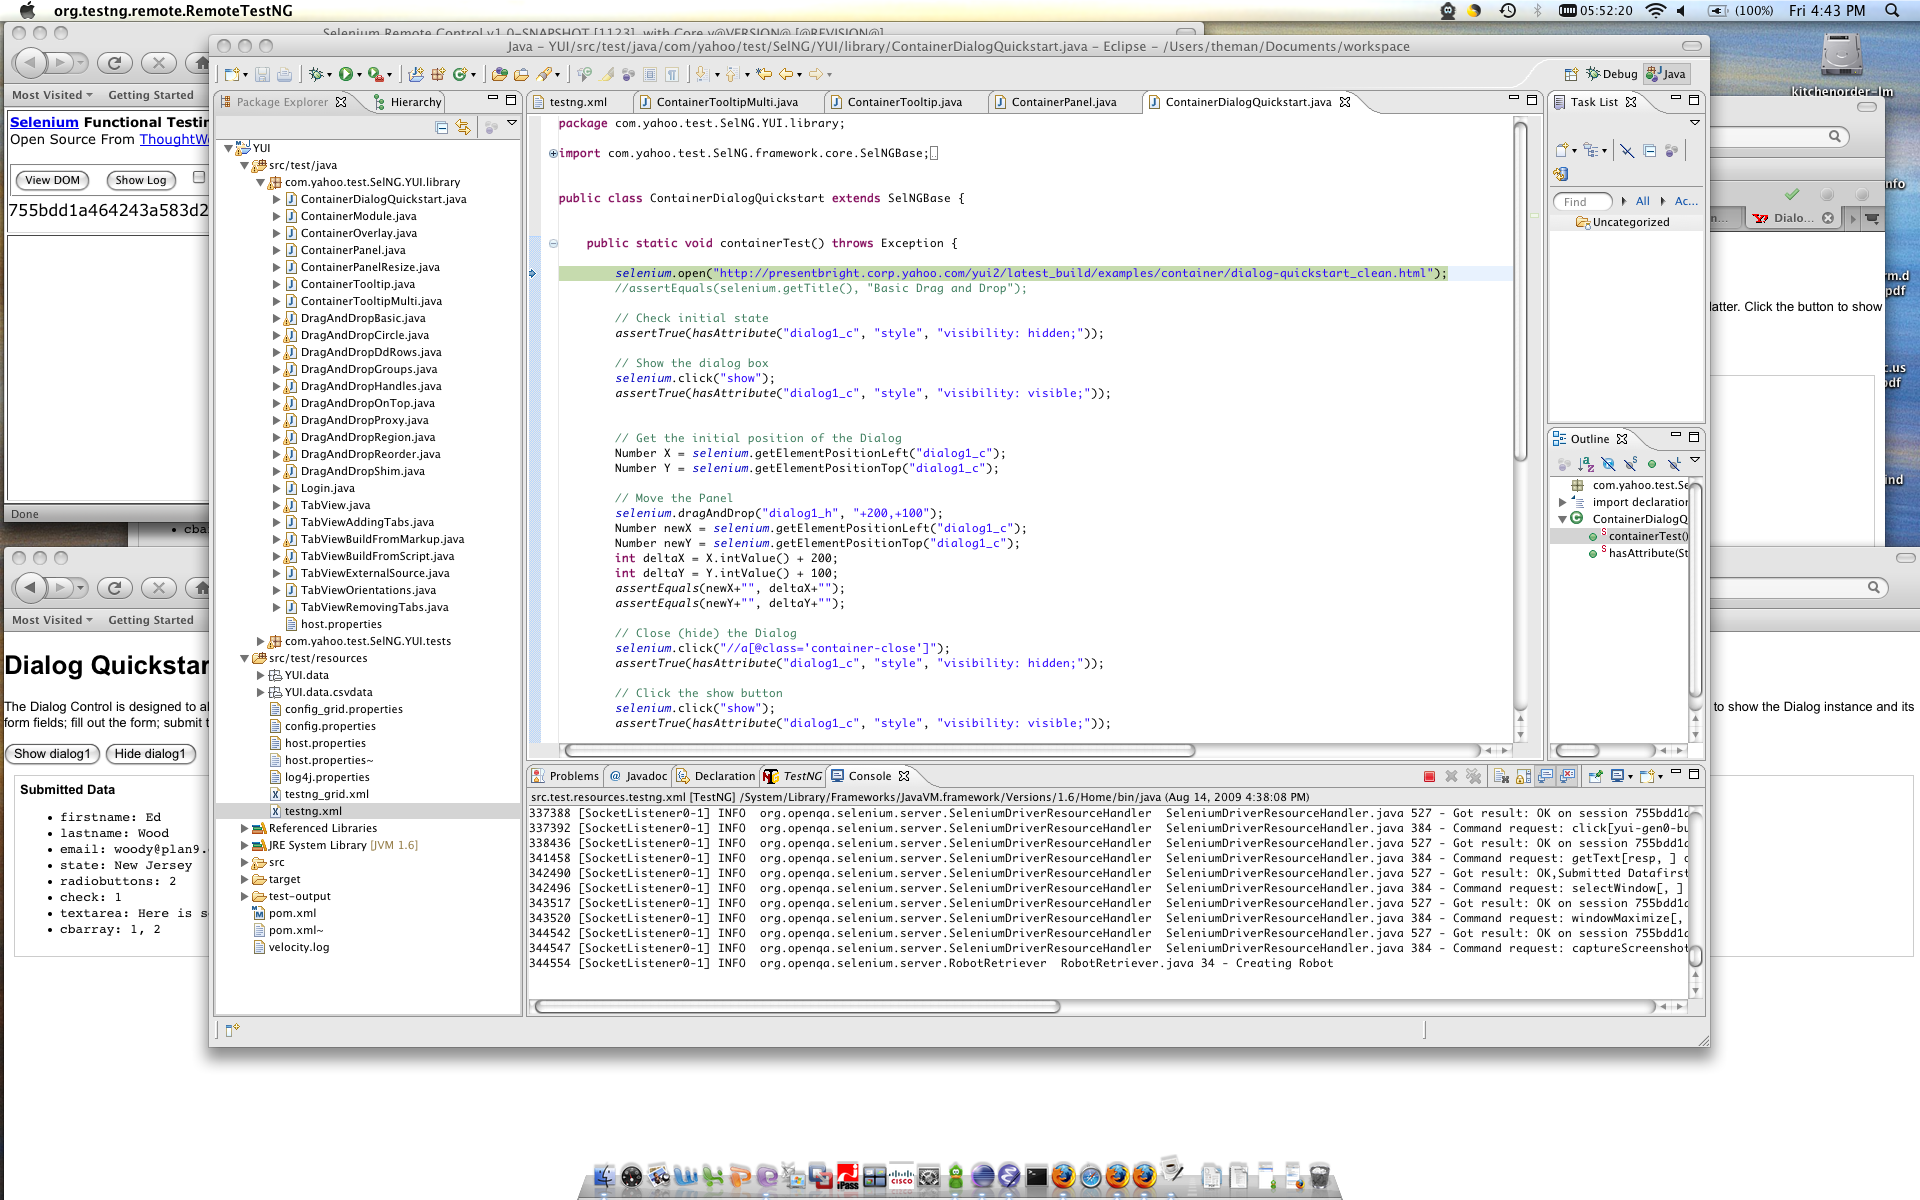 org.testng.remote.RemoteTestNG
05:52:20 (100%) Fri 4:43 PM
Selenium Remote Control v1.0-SNAPSHOT [1123], with Core v@VERSION@ [@REVISION@]
Java - YUI/src/test/java/com/yahoo/test/SelNG/YUI/library/ContainerDialogQuickstart.java - Eclipse - /Users/theman/Documents/workspace
Debug Java
Most Visited Getting Started
Selenium Functional Testin
Open Source From ThoughtWo
View DOM Show Log
755bdd1a464243a583d2
Done
cba
Package Explorer Hierarchy
YUI
src/test/java
com.yahoo.test.SelNG.YUI.library
ContainerDialogQuickstart.java
ContainerModule.java
ContainerOverlay.java
ContainerPanel.java
ContainerPanelResize.java
ContainerTooltip.java
ContainerTooltipMulti.java
DragAndDropBasic.java
DragAndDropCircle.java
DragAndDropDdRows.java
DragAndDropGroups.java
DragAndDropHandles.java
DragAndDropOnTop.java
DragAndDropProxy.java
DragAndDropRegion.java
DragAndDropReorder.java
DragAndDropShim.java
Login.java
TabView.java
TabViewAddingTabs.java
TabViewBuildFromMarkup.java
TabViewBuildFromScript.java
TabViewExternalSource.java
TabViewOrientations.java
TabViewRemovingTabs.java
host.properties
com.yahoo.test.SelNG.YUI.tests
src/test/resources
YUI.data
YUI.data.csvdata
config_grid.properties
config.properties
host.properties
host.properties~
log4j.properties
testng_grid.xml
testng.xml
Referenced Libraries
JRE System Library [JVM 1.6]
src
target
test-output
pom.xml
pom.xml~
velocity.log
testng.xml ContainerTooltipMulti.java ContainerTooltip.java ContainerPanel.java ContainerDialogQuickstart.java
package com.yahoo.test.SelNG.YUI.library;
import com.yahoo.test.SelNG.framework.core.SelNGBase;
public class ContainerDialogQuickstart extends SelNGBase {
public static void containerTest() throws Exception {
selenium.open("http://presentbright.corp.yahoo.com/yui2/latest_build/examples/container/dialog-quickstart_clean.html");
//assertEquals(selenium.getTitle(), "Basic Drag and Drop");
// Check initial state
assertTrue(hasAttribute("dialog1_c", "style", "visibility: hidden;"));
// Show the dialog box
selenium.click("show");
assertTrue(hasAttribute("dialog1_c", "style", "visibility: visible;"));
// Get the initial position of the Dialog
Number X = selenium.getElementPositionLeft("dialog1_c");
Number Y = selenium.getElementPositionTop("dialog1_c");
// Move the Panel
selenium.dragAndDrop("dialog1_h", "+200,+100");
Number newX = selenium.getElementPositionLeft("dialog1_c");
Number newY = selenium.getElementPositionTop("dialog1_c");
int deltaX = X.intValue() + 200;
int deltaY = Y.intValue() + 100;
assertEquals(newX+"", deltaX+"");
assertEquals(newY+"", deltaY+"");
// Close (hide) the Dialog
selenium.click("//a[@class='container-close']");
assertTrue(hasAttribute("dialog1_c", "style", "visibility: hidden;"));
// Click the show button
selenium.click("show");
assertTrue(hasAttribute("dialog1_c", "style", "visibility: visible;"));
Task List
Find All Ac...
Uncategorized
Outline
com.yahoo.test.Se
import declaration
ContainerDialogQ
containerTest()
hasAttribute(St
Problems Javadoc Declaration TestNG Console
src.test.resources.testng.xml [TestNG] /System/Library/Frameworks/JavaVM.framework/Versions/1.6/Home/bin/java (Aug 14, 2009 4:38:08 PM)
337388 [SocketListener0-1] INFO org.openqa.selenium.server.SeleniumDriverResourceHandler SeleniumDriverResourceHandler.java 527 - Got result: OK on session 755bdd1a
337392 [SocketListener0-1] INFO org.openqa.selenium.server.SeleniumDriverResourceHandler SeleniumDriverResourceHandler.java 384 - Command request: click[yui-gen0-bu
338436 [SocketListener0-1] INFO org.openqa.selenium.server.SeleniumDriverResourceHandler SeleniumDriverResourceHandler.java 527 - Got result: OK on session 755bdd1a
341458 [SocketListener0-1] INFO org.openqa.selenium.server.SeleniumDriverResourceHandler SeleniumDriverResourceHandler.java 384 - Command request: getText[resp, ] o
342490 [SocketListener0-1] INFO org.openqa.selenium.server.SeleniumDriverResourceHandler SeleniumDriverResourceHandler.java 527 - Got result: OK,Submitted Datafirst
342496 [SocketListener0-1] INFO org.openqa.selenium.server.SeleniumDriverResourceHandler SeleniumDriverResourceHandler.java 384 - Command request: selectWindow[, ]
343517 [SocketListener0-1] INFO org.openqa.selenium.server.SeleniumDriverResourceHandler SeleniumDriverResourceHandler.java 527 - Got result: OK on session 755bdd1a
343520 [SocketListener0-1] INFO org.openqa.selenium.server.SeleniumDriverResourceHandler SeleniumDriverResourceHandler.java 384 - Command request: windowMaximize[,
344542 [SocketListener0-1] INFO org.openqa.selenium.server.SeleniumDriverResourceHandler SeleniumDriverResourceHandler.java 527 - Got result: OK on session 755bdd1a
344547 [SocketListener0-1] INFO org.openqa.selenium.server.SeleniumDriverResourceHandler SeleniumDriverResourceHandler.java 384 - Command request: captureScreenshot
344554 [SocketListener0-1] INFO org.openqa.selenium.server.RobotRetriever RobotRetriever.java 34 - Creating Robot
kitchenorder-lm
nfo
Dialo...
rm.d
pdf
latter. Click the button to show
c.us
pdf
ind
Most Visited Getting Started
Dialog Quickstar
The Dialog Control is designed to al
form fields; fill out the form; submit t
to show the Dialog instance and its
Show dialog1 Hide dialog1
Submitted Data
firstname: Ed
lastname: Wood
email: woody@plan9.
state: New Jersey
radiobuttons: 2
check: 1
textarea: Here is s
cbarray: 1, 2
iPass
CISCO